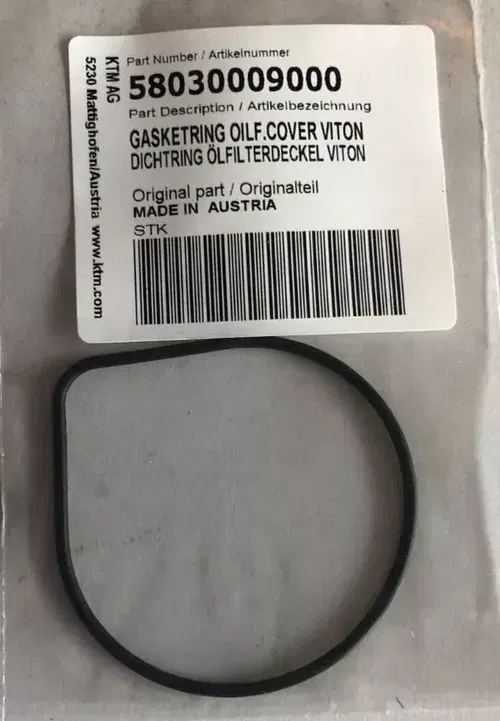 Part Number / Artikelnummer
58030009000
Part Description / Artikelbezeichnung
GASKETRING OILF.COVER VITON
DICHTRING ÖLFILTERDECKEL VITON
Original part / Originalteil
MADE IN AUSTRIA
STK
KTM AG
5230 Mattighofen/Austria www.ktm.com